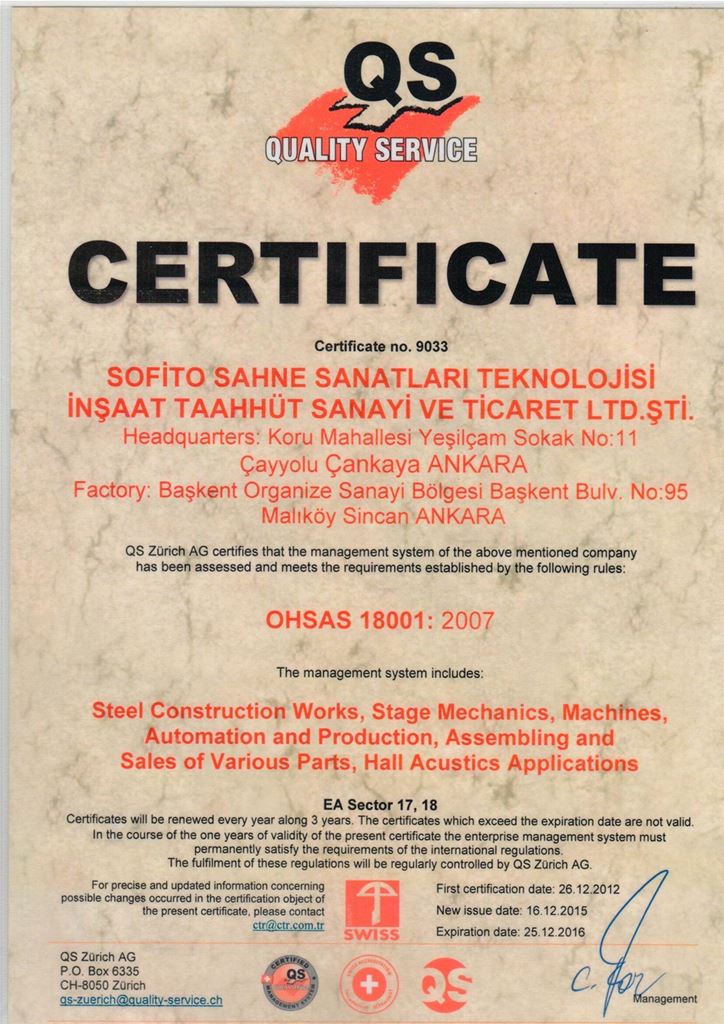 QS
QUALITY SERVICE
CERTIFICATE
Certificate no. 9033
SOFİTO SAHNE SANATLARI TEKNOLOJİSİ
İNŞAAT TAAHHÜT SANAYİ VE TİCARET LTD.ŞTİ.
Headquarters: Koru Mahallesi Yeşilçam Sokak No:11
Çayyolu Çankaya ANKARA
Factory: Başkent Organize Sanayi Bölgesi Başkent Bulv. No:95
Malıköy Sincan ANKARA
QS Zürich AG certifies that the management system of the above mentioned company
has been assessed and meets the requirements established by the following rules:
OHSAS 18001: 2007
The management system includes:
Steel Construction Works, Stage Mechanics, Machines,
Automation and Production, Assembling and
Sales of Various Parts, Hall Acustics Applications
EA Sector 17, 18
Certificates will be renewed every year along 3 years. The certificates which exceed the expiration date are not valid.
In the course of the one years of validity of the present certificate the enterprise management system must
permanently satisfy the requirements of the international regulations.
The fulfilment of these regulations will be regularly controlled by QS Zürich AG.
For precise and updated information concerning
possible changes occurred in the certification object of
the present certificate, please contact
ctr@ctr.com.tr
SWISS
First certification date: 26.12.2012
New issue date: 16.12.2015
Expiration date: 25.12.2016
QS Zürich AG
P.O. Box 6335
CH-8050 Zürich
qs-zuerich@quality-service.ch
CERTIFIED
QS
MANAGEMENT SYSTEM
QS
Management